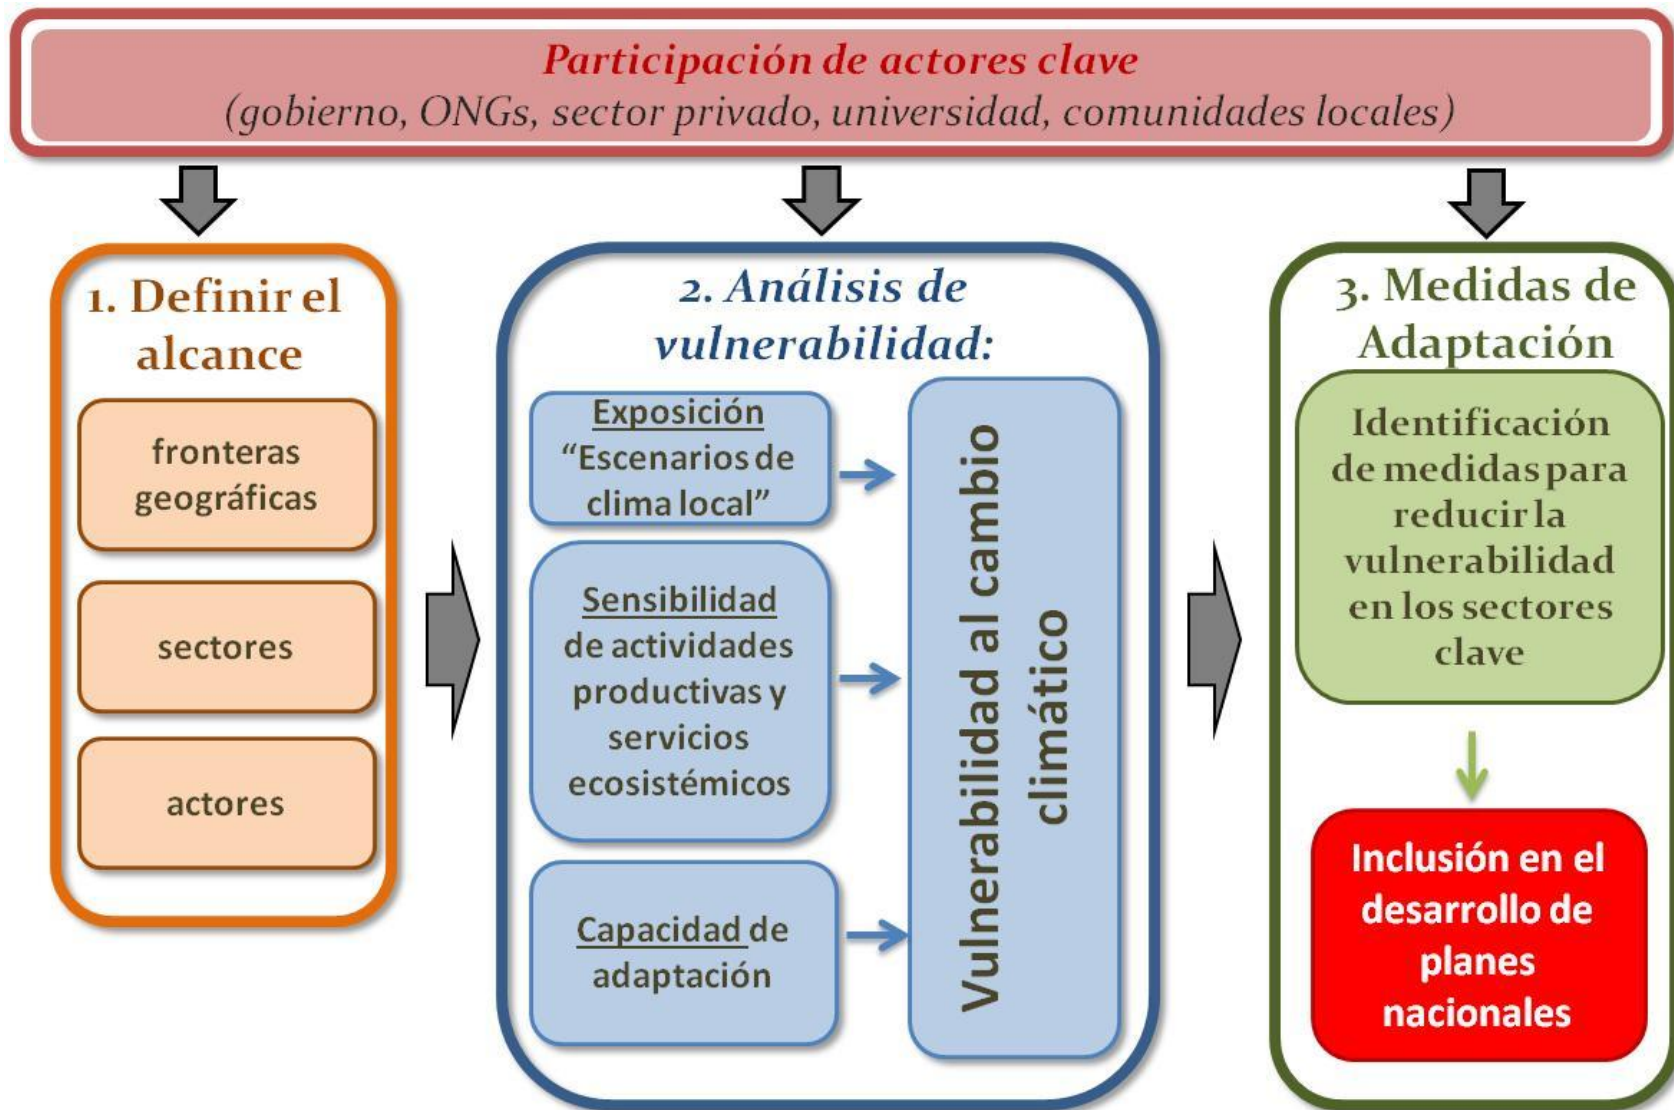 Participación de actores clave
(gobierno, ONGs, sector privado, universidad, comunidades locales)
1. Definir el
alcance
fronteras
geográficas
sectores
actores
2. Análisis de
vulnerabilidad:
Exposición
“Escenarios de
clima local”
Sensibilidad
de actividades
productivas y
servicios
ecosistémicos
Capacidad de
adaptación
Vulnerabilidad al cambio
climático
3. Medidas de
Adaptación
Identificación
de medidas para
reducir la
vulnerabilidad
en los sectores
clave
Inclusión en el
desarrollo de
planes
nacionales